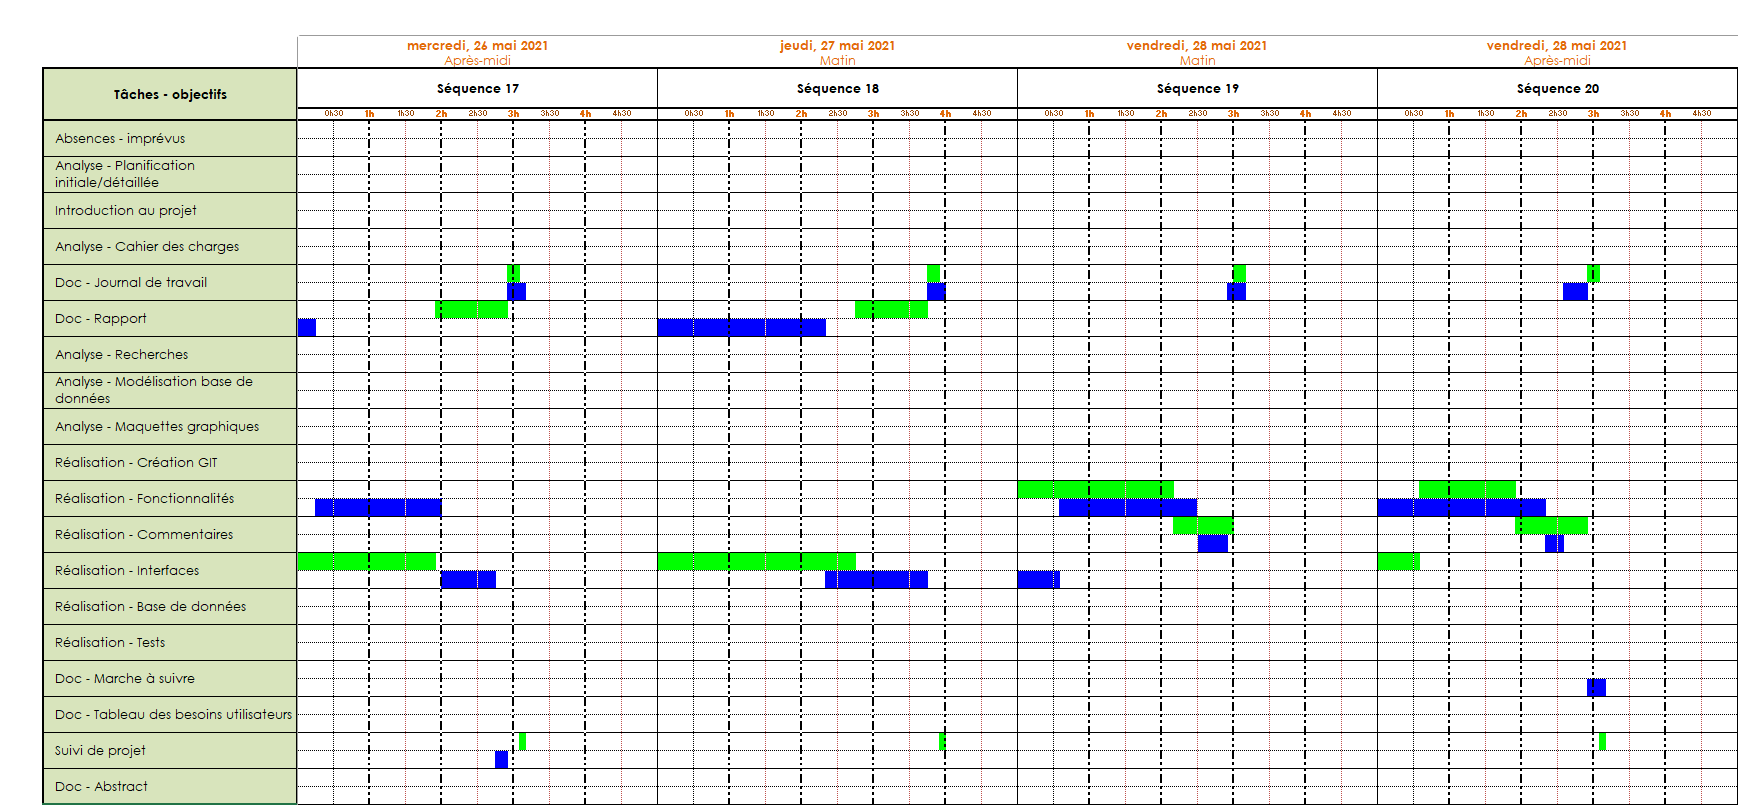 mercredi, 26 mai 2021 jeudi, 27 mai 2021 vendredi, 28 mai 2021 vendredi, 28 mai 2021
Après-midi Matin Matin Après-midi
Tâches - objectifs Séquence 17 Séquence 18 Séquence 19 Séquence 20
0h30 1h 1h30 2h 2h30 3h 3h30 4h 4h30 0h30 1h 1h30 2h 2h30 3h 3h30 4h 4h30 0h30 1h 1h30 2h 2h30 3h 3h30 4h 4h30 0h30 1h 1h30 2h 2h30 3h 3h30 4h 4h30
Absences - imprévus
Analyse - Planification
initiale/détaillée
Introduction au projet
Analyse - Cahier des charges
Doc - Journal de travail
Doc - Rapport
Analyse - Recherches
Analyse - Modélisation base de
données
Analyse - Maquettes graphiques
Réalisation - Création GIT
Réalisation - Fonctionnalités
Réalisation - Commentaires
Réalisation - Interfaces
Réalisation - Base de données
Réalisation - Tests
Doc - Marche à suivre
Doc - Tableau des besoins utilisateurs
Suivi de projet
Doc - Abstract